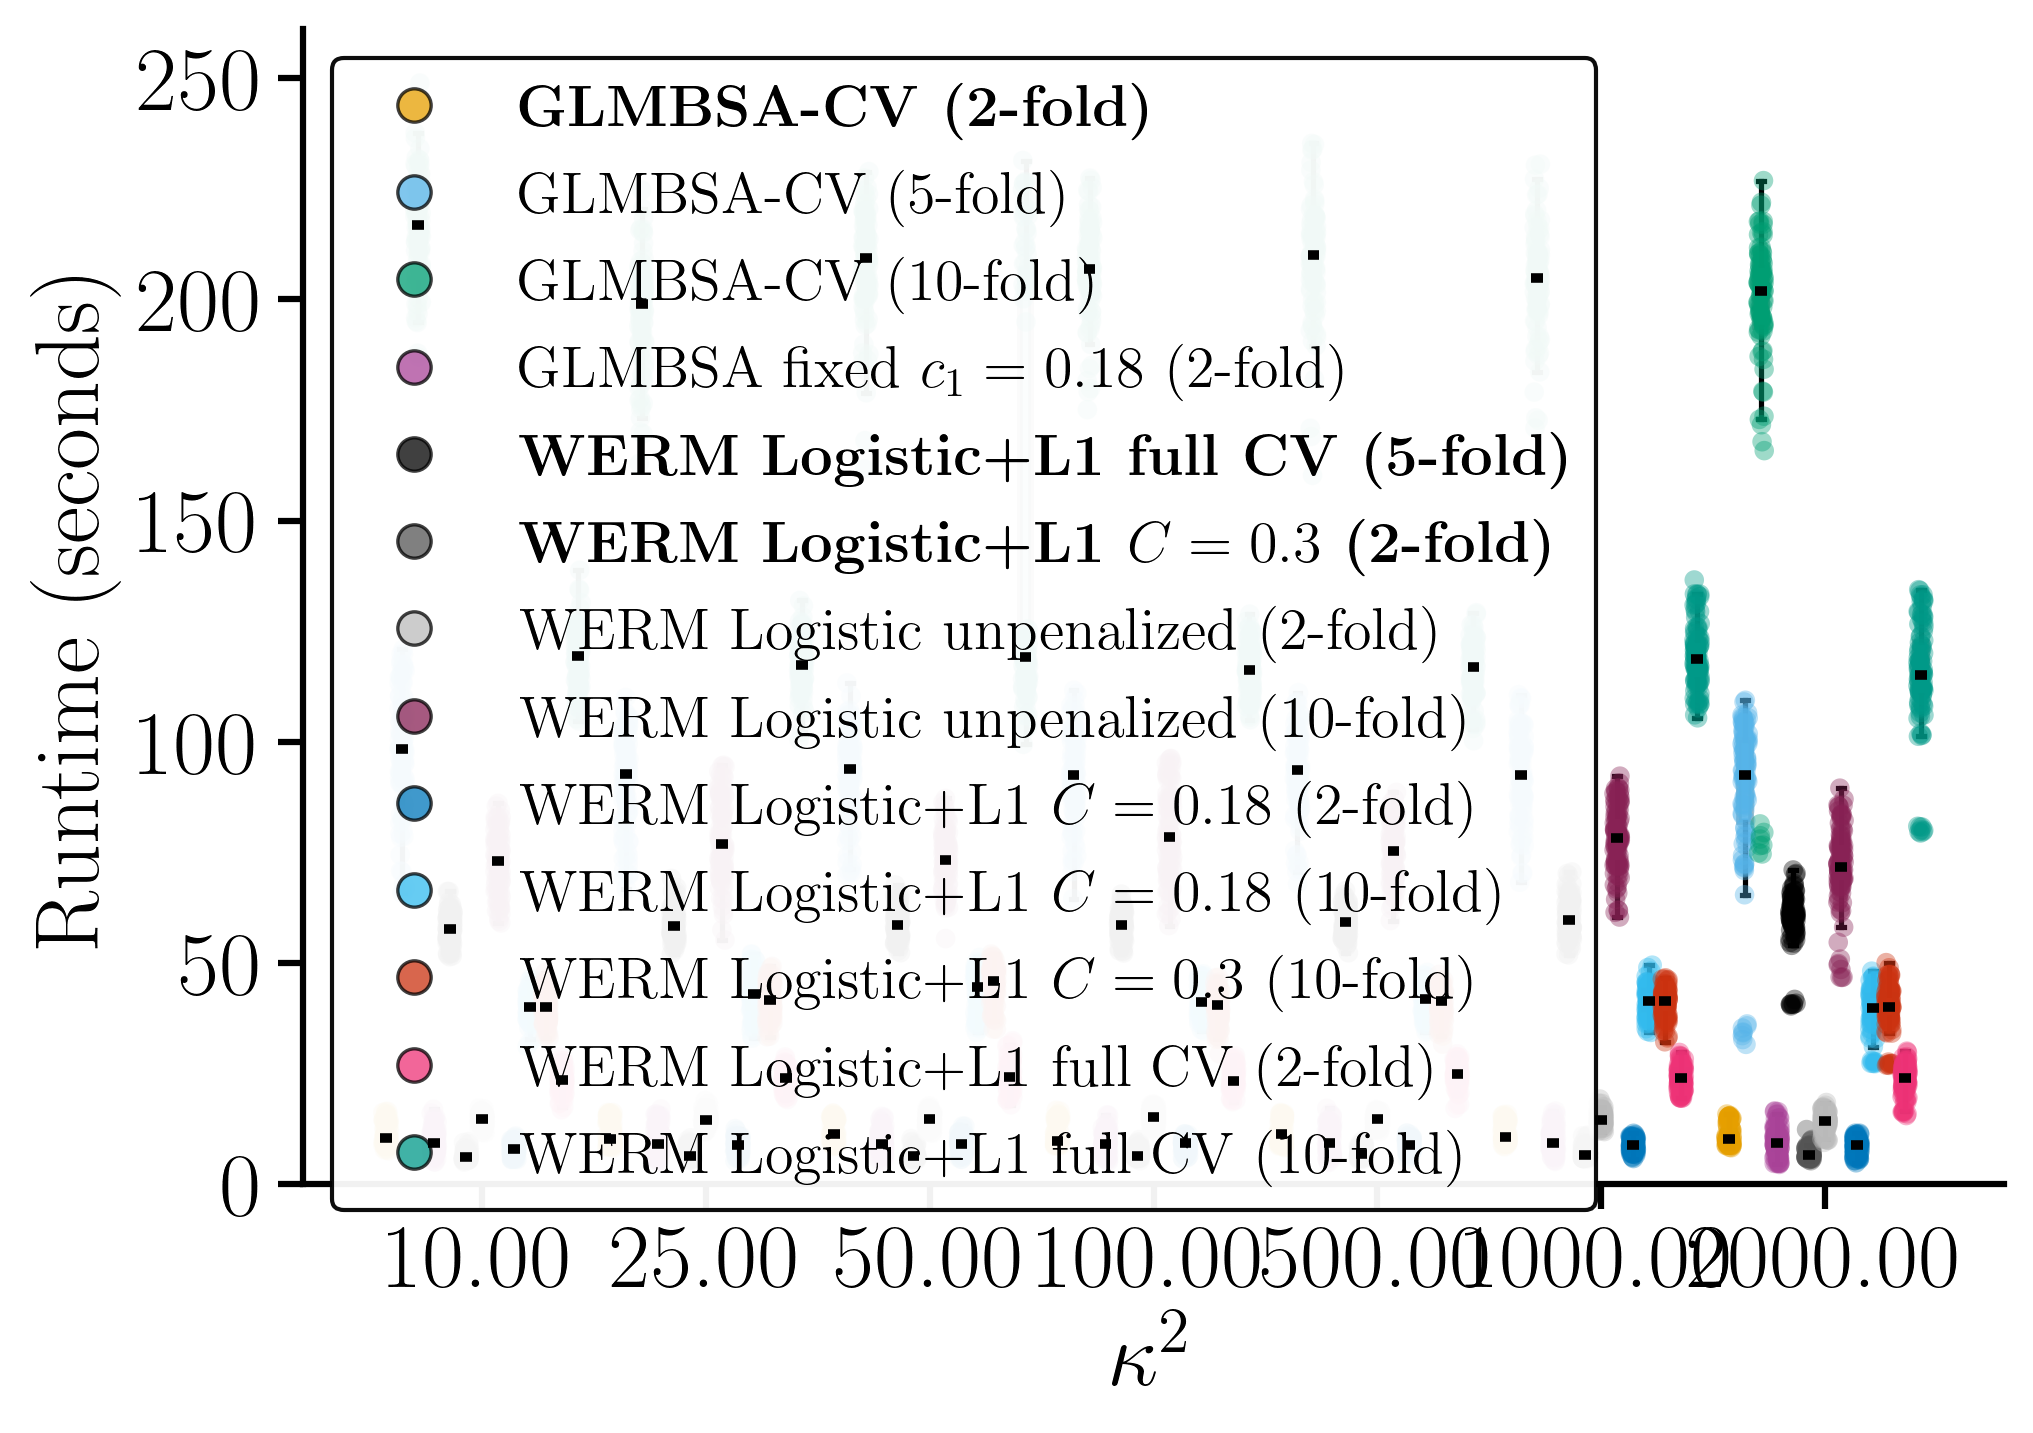 250
200
150
100
50
0
Runtime (seconds)
GLMBSA-CV (2-fold)
GLMBSA-CV (5-fold)
GLMBSA-CV (10-fold)
GLMBSA fixed c₁ = 0.18 (2-fold)
WERM Logistic+L1 full CV (5-fold)
WERM Logistic+L1 C = 0.3 (2-fold)
WERM Logistic unpenalized (2-fold)
WERM Logistic unpenalized (10-fold)
WERM Logistic+L1 C = 0.18 (2-fold)
WERM Logistic+L1 C = 0.18 (10-fold)
WERM Logistic+L1 C = 0.3 (10-fold)
WERM Logistic+L1 full CV (2-fold)
WERM Logistic+L1 full CV (10-fold)
10.00 25.00 50.00 100.00 500.00 1000.00 2000.00
κ²